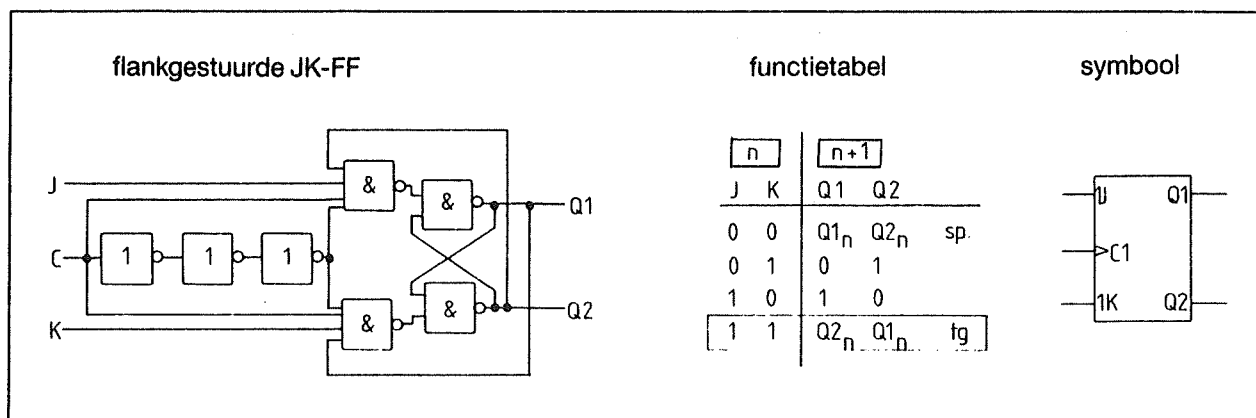 flankgestuurde JK-FF
functietabel
symbool
J
C
K
1
1
1
&
&
&
&
Q1
Q2
n
n+1
J K Q1 Q2
0 0 Q1n Q2n sp.
0 1 0 1
1 0 1 0
1 1 Q2n Q1n tg
1J Q1
C1
1K Q2